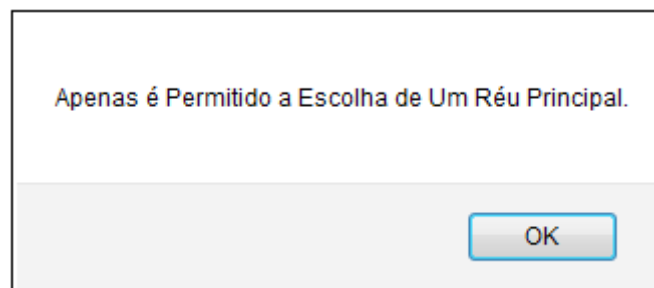 Apenas é Permitido a Escolha de Um Réu Principal.
OK